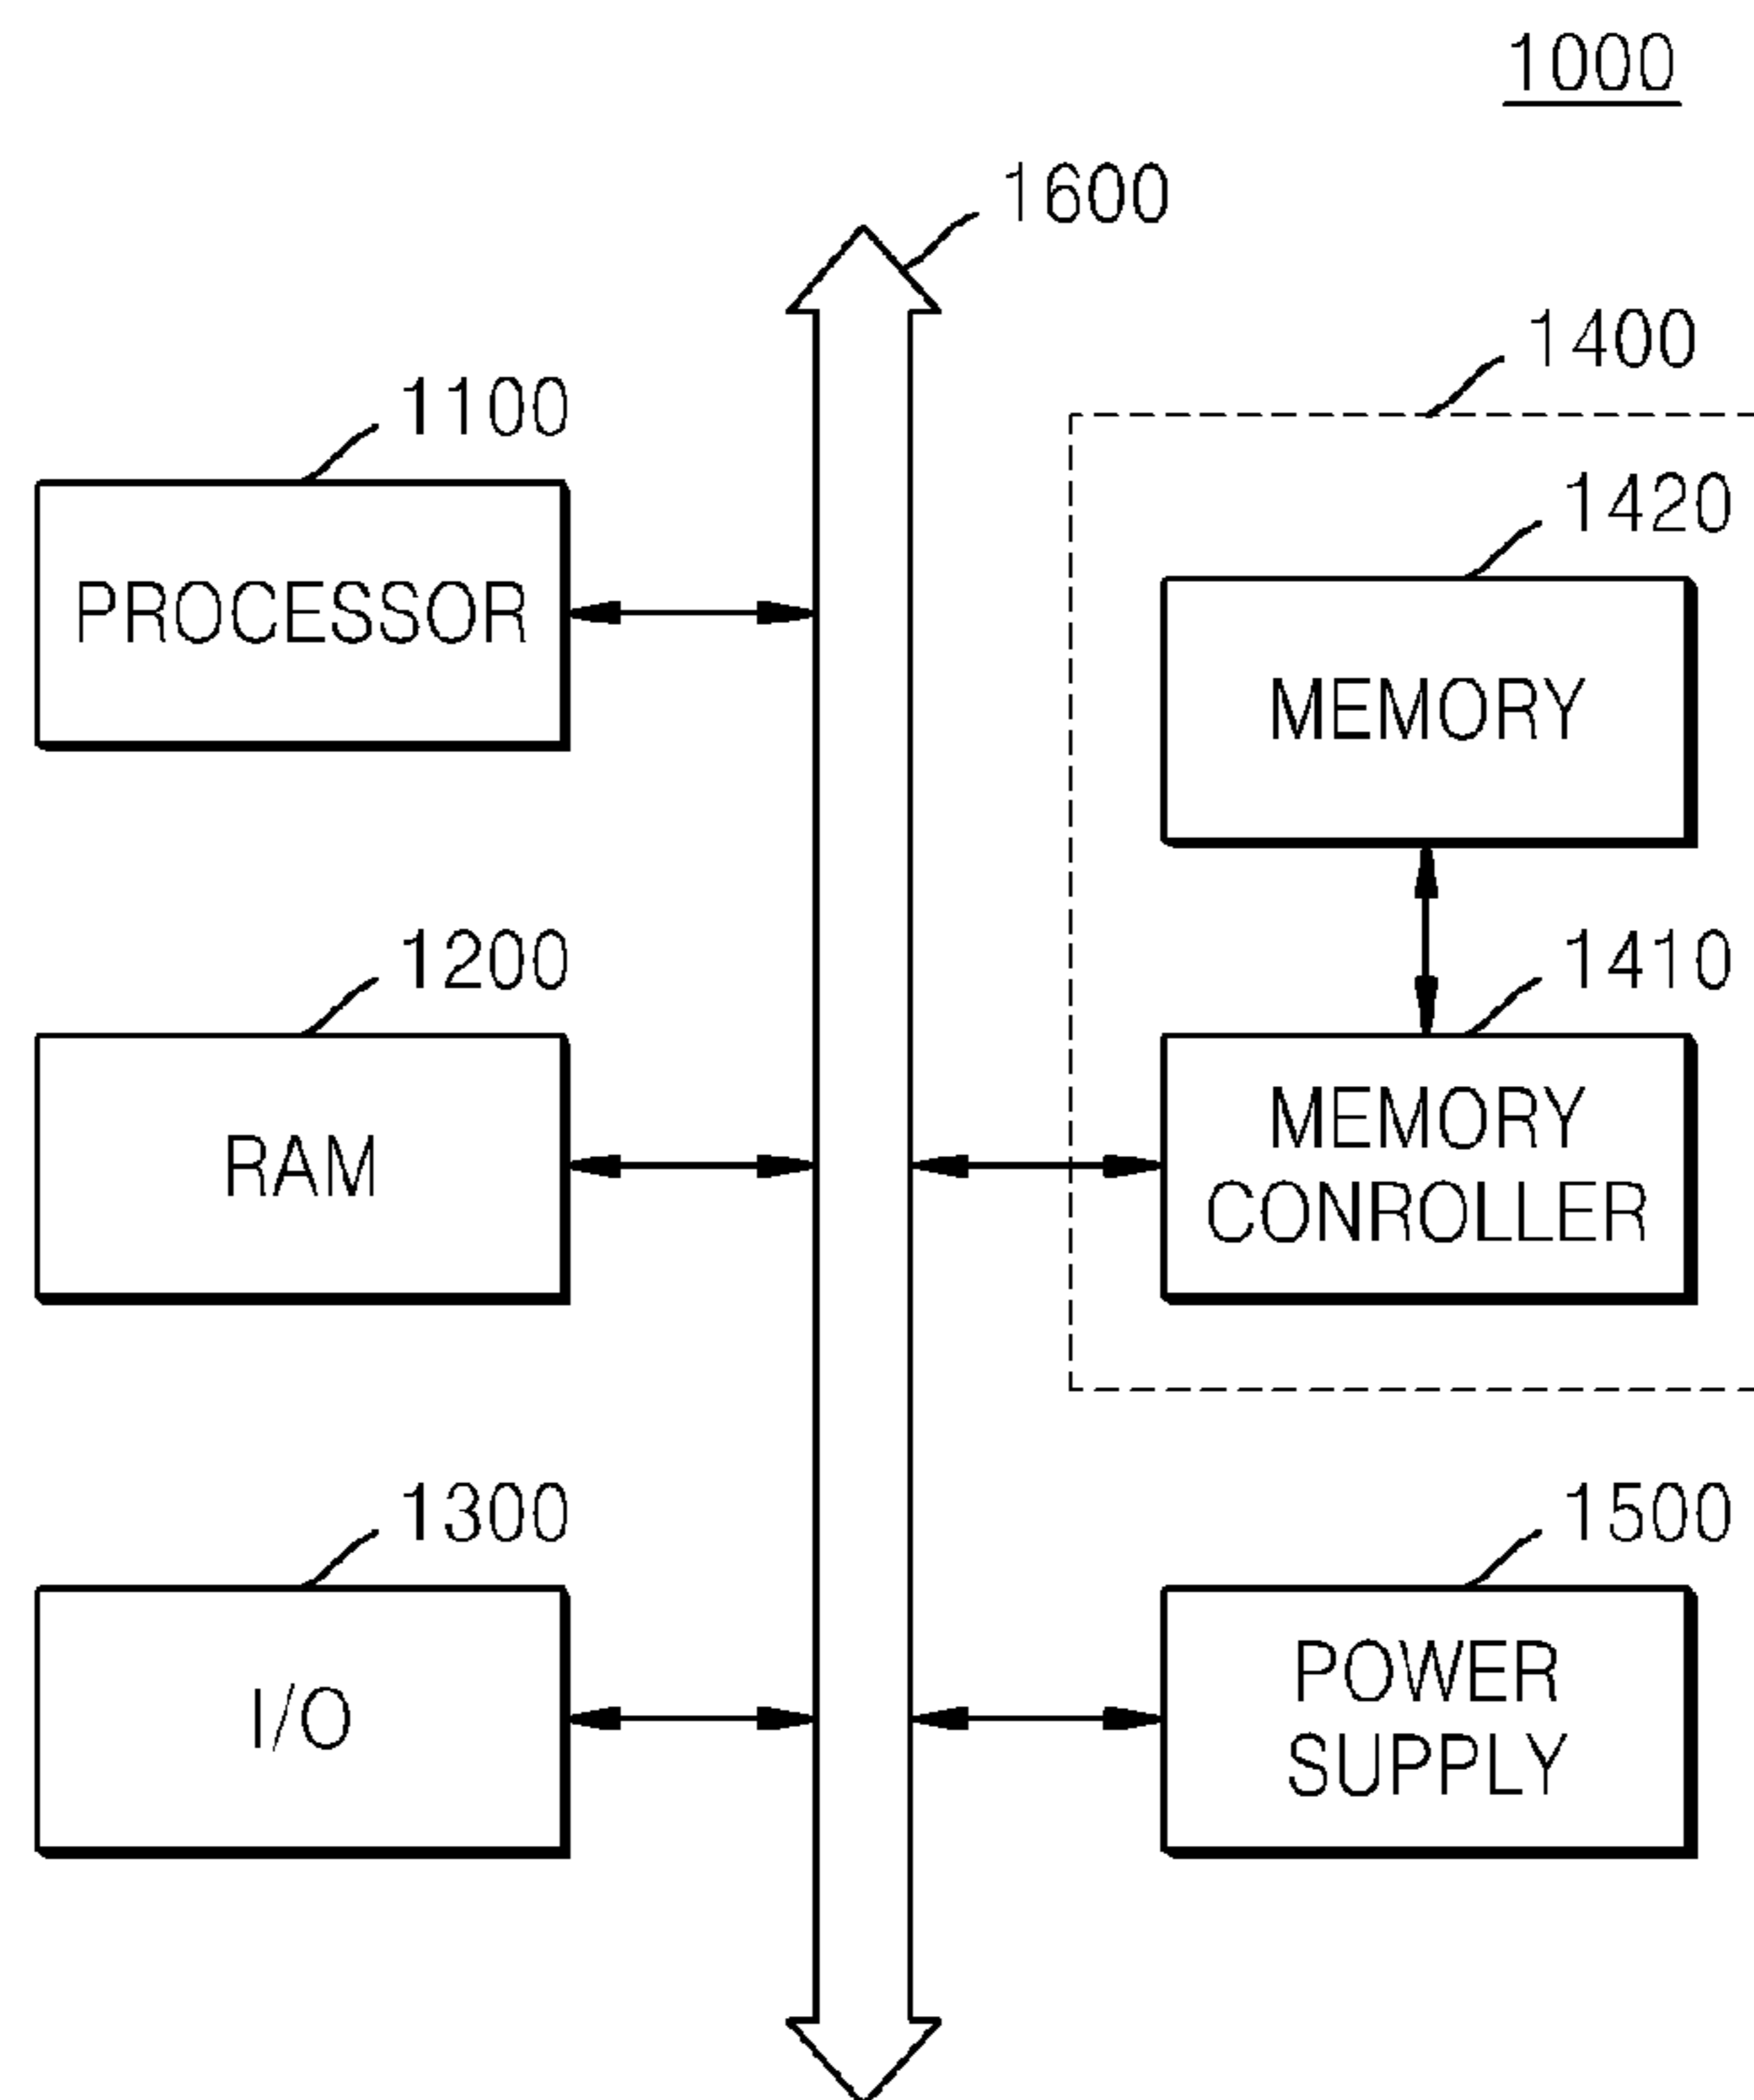 1000
1600
1400
1100
1420
PROCESSOR
MEMORY
1200
1410
RAM
MEMORY
CONROLLER
1300
1500
I/O
POWER
SUPPLY